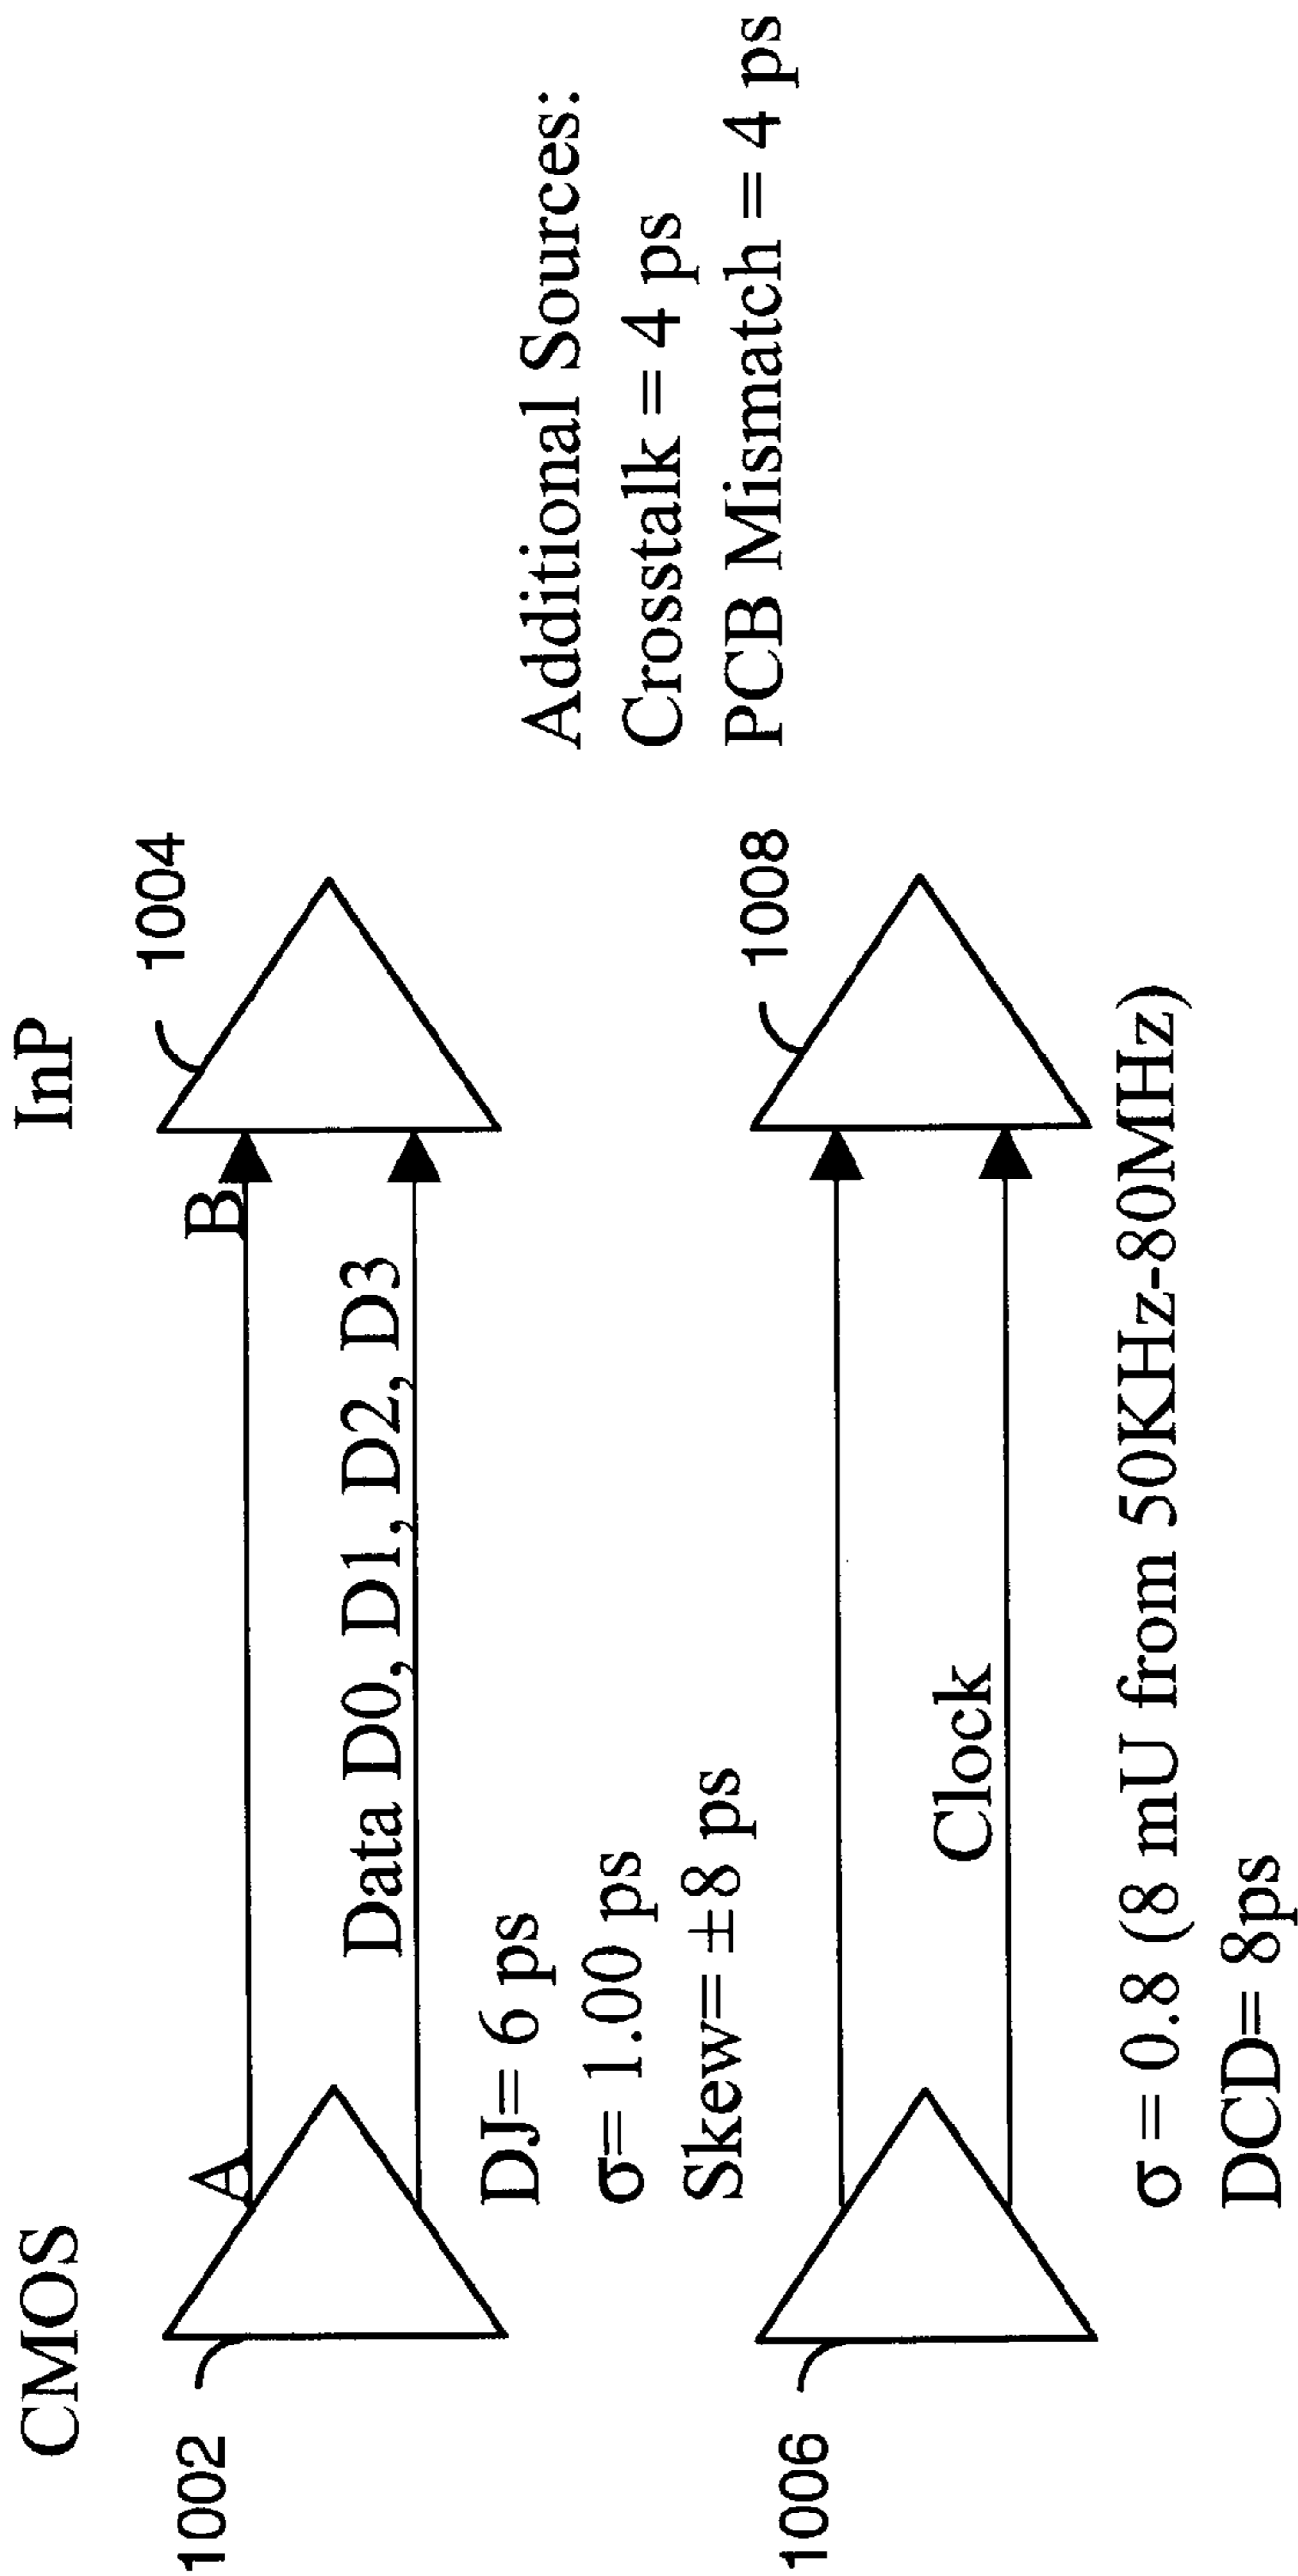 CMOS
InP
1002
A
B
1004
Data D0, D1, D2, D3
DJ= 6 ps
σ= 1.00 ps
Skew= ±8 ps
Additional Sources:
Crosstalk = 4 ps
PCB Mismatch = 4 ps
1006
1008
Clock
σ = 0.8 (8 mU from 50KHz-80MHz)
DCD= 8ps